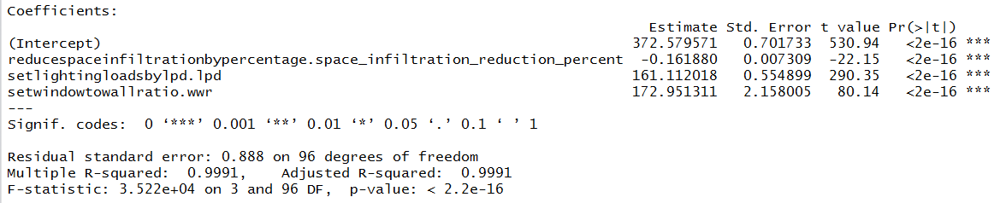 Coefficients:
Estimate Std. Error t value Pr(>|t|)
(Intercept) 372.579571 0.701733 530.94 <2e-16 ***
reducespaceinfiltrationbypercentage.space_infiltration_reduction_percent -0.161880 0.007309 -22.15 <2e-16 ***
setlightingloadsbylpd.lpd 161.112018 0.554899 290.35 <2e-16 ***
setwindowtowallratio.wwr 172.951311 2.158005 80.14 <2e-16 ***
---
Signif. codes: 0 ‘***’ 0.001 ‘**’ 0.01 ‘*’ 0.05 ‘.’ 0.1 ‘ ’ 1
Residual standard error: 0.888 on 96 degrees of freedom
Multiple R-squared: 0.9991, Adjusted R-squared: 0.9991
F-statistic: 3.522e+04 on 3 and 96 DF, p-value: < 2.2e-16